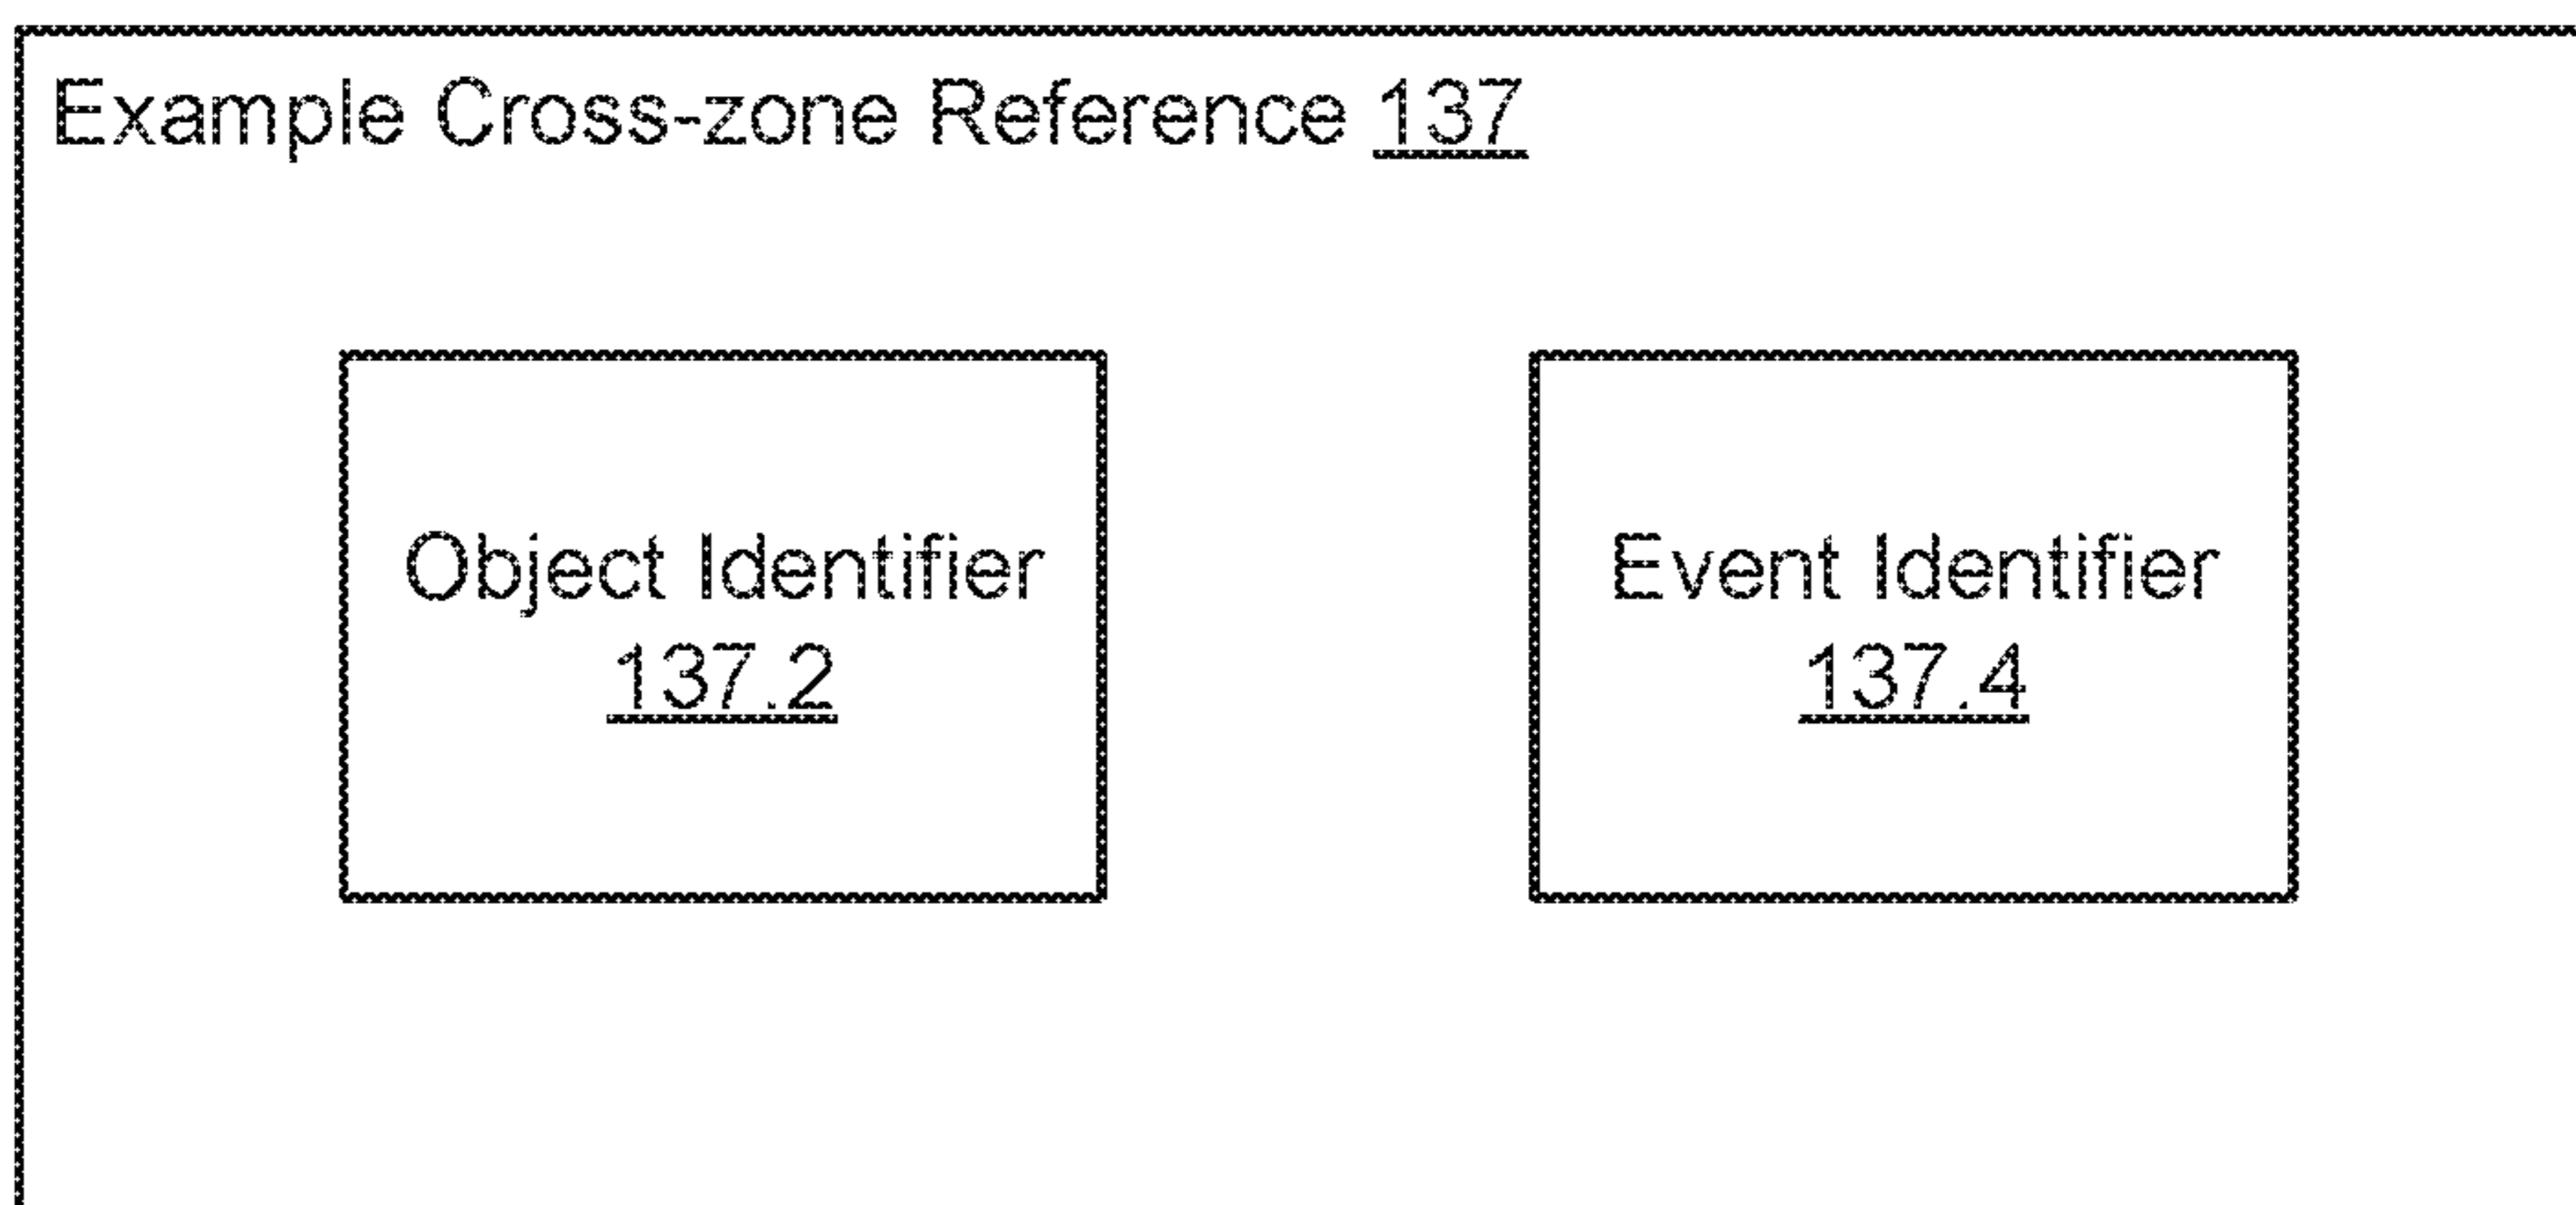 Example Cross-zone Reference 137
Object Identifier
137.2
Event Identifier
137.4